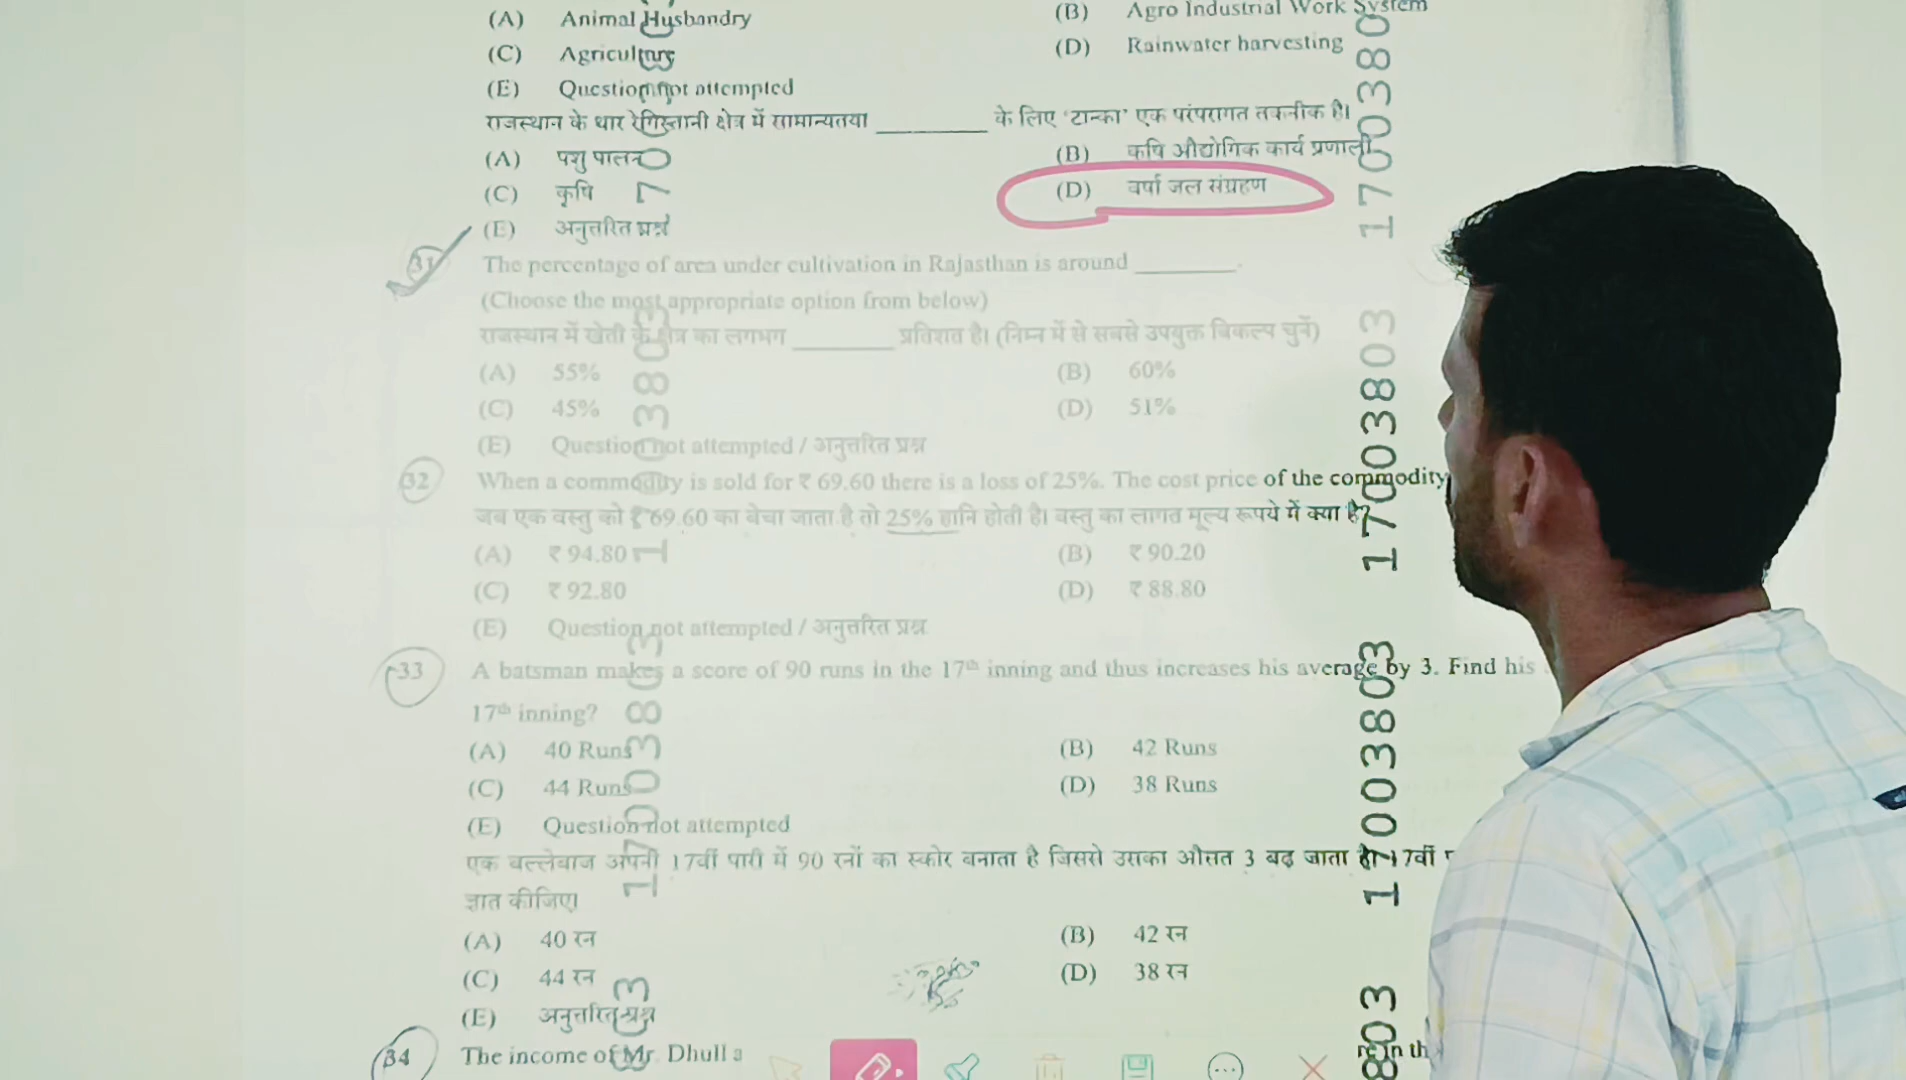 (A) Animal Husbandry (B) Agro Industrial Work System
(C) Agriculture (D) Rainwater harvesting
(E) Question not attempted
राजस्थान के थार रेगिस्तानी क्षेत्र में सामान्यतया __________ के लिए 'टान्का' एक परंपरागत तकनीक है।
(A) पशु पालन (B) कृषि औद्योगिक कार्य प्रणाली
(C) कृषि (D) वर्षा जल संग्रहण
(E) अनुत्तरित प्रश्न
31 The percentage of area under cultivation in Rajasthan is around __________.
(Choose the most appropriate option from below)
राजस्थान में खेती के क्षेत्र का लगभग __________ प्रतिशत है। (निम्न में से सबसे उपयुक्त विकल्प चुनें)
(A) 55% (B) 60%
(C) 45% (D) 51%
(E) Question not attempted / अनुत्तरित प्रश्न
32 When a commodity is sold for ₹ 69.60 there is a loss of 25%. The cost price of the commodity
जब एक वस्तु को ₹ 69.60 का बेचा जाता है तो 25% हानि होती है। वस्तु का लागत मूल्य रूपये में क्या है?
(A) ₹ 94.80 (B) ₹ 90.20
(C) ₹ 92.80 (D) ₹ 88.80
(E) Question not attempted / अनुत्तरित प्रश्न
33 A batsman makes a score of 90 runs in the 17th inning and thus increases his average by 3. Find his
17th inning?
(A) 40 Runs (B) 42 Runs
(C) 44 Runs (D) 38 Runs
(E) Question not attempted
एक बल्लेबाज अपनी 17वीं पारी में 90 रनों का स्कोर बनाता है जिससे उसका औसत 3 बढ़ जाता है। 17वीं
ज्ञात कीजिए।
(A) 40 रन (B) 42 रन
(C) 44 रन (D) 38 रन
(E) अनुत्तरित प्रश्न
34 The income of Mr. Dhull a
1700380
17003803
17003803
803